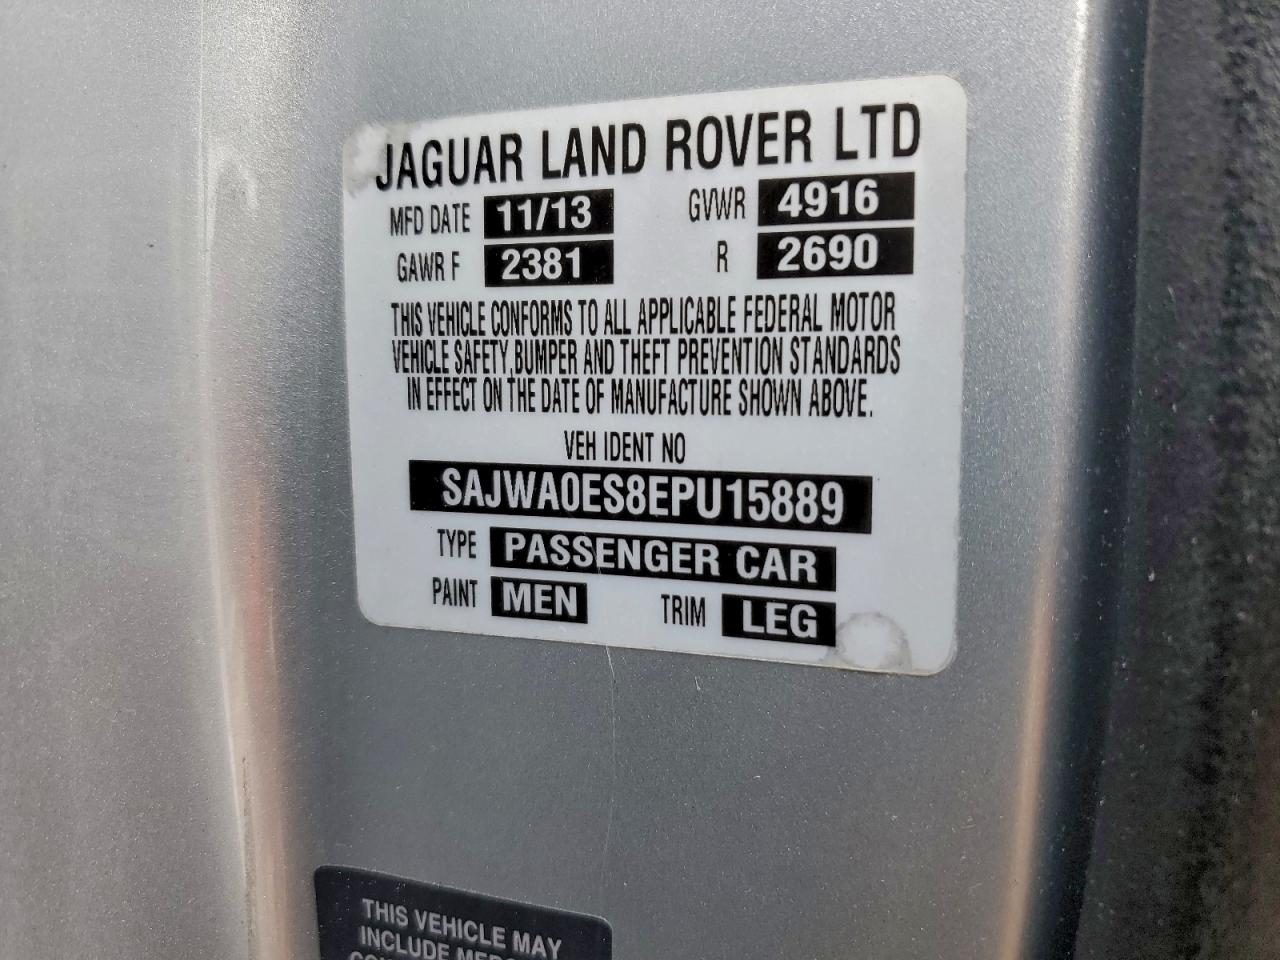 JAGUAR LAND ROVER LTD
MFD DATE 11/13 GVWR 4916
GAWR F 2381 R 2690
THIS VEHICLE CONFORMS TO ALL APPLICABLE FEDERAL MOTOR
VEHICLE SAFETY,BUMPER AND THEFT PREVENTION STANDARDS
IN EFFECT ON THE DATE OF MANUFACTURE SHOWN ABOVE.
VEH IDENT NO
SAJWA0ES8EPU15889
TYPE PASSENGER CAR
PAINT MEN TRIM LEG
THIS VEHICLE MAY
INCLUDE